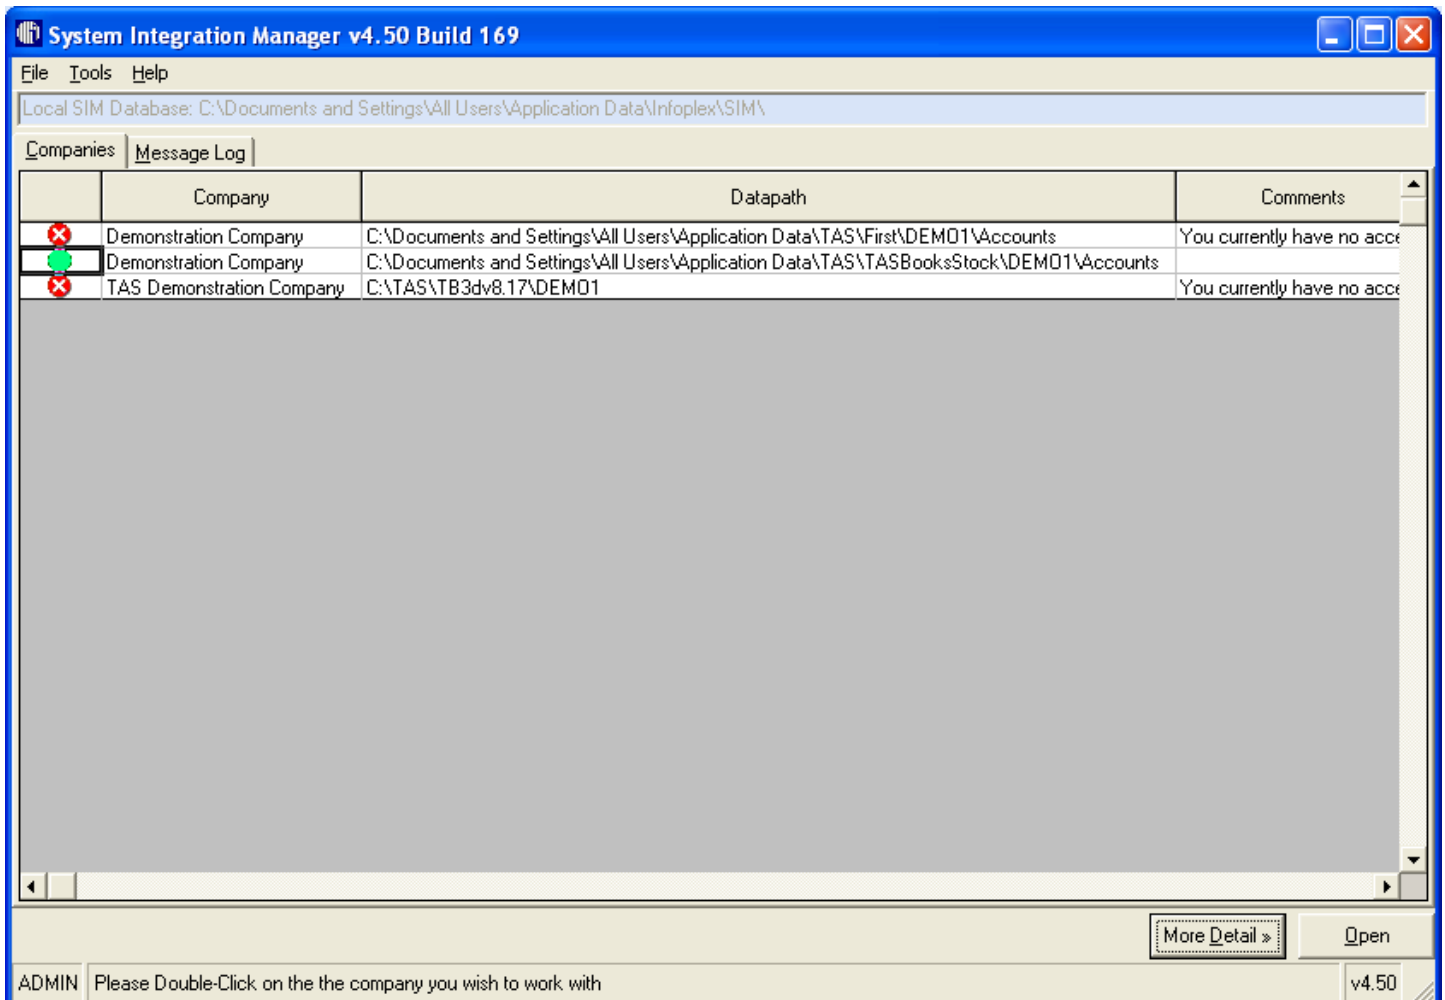 System Integration Manager v4.50 Build 169
File Tools Help
Local SIM Database: C:\Documents and Settings\All Users\Application Data\Infoplex\SIM\
Companies Message Log
Company Datapath Comments
Demonstration Company C:\Documents and Settings\All Users\Application Data\TAS\First\DEMO1\Accounts You currently have no acce
Demonstration Company C:\Documents and Settings\All Users\Application Data\TAS\TASBooksStock\DEMO1\Accounts
TAS Demonstration Company C:\TAS\TB3dv8.17\DEMO1 You currently have no acce
More Detail » Open
ADMIN Please Double-Click on the the company you wish to work with v4.50